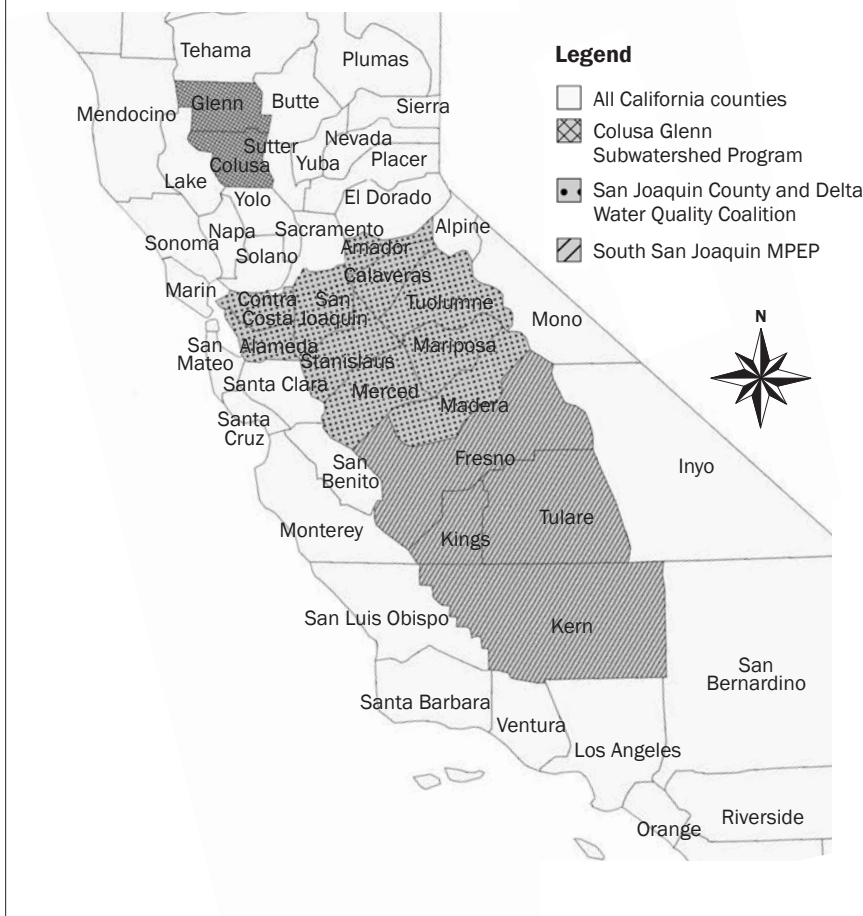 Legend
All California counties
Colusa Glenn
Subwatershed Program
San Joaquin County and Delta
Water Quality Coalition
South San Joaquin MPEP
N
Tehama
Plumas
Glenn
Butte
Mendocino
Sierra
Nevada
Sutter
Yuba
Placer
Colusa
Lake
Yolo
El Dorado
Napa
Sacramento
Alpine
Sonoma
Solano
Amador
Calaveras
Marin
Contra
Costa
San
Joaquin
Tuolumne
Mono
San
Mateo
Alameda
Stanislaus
Mariposa
Santa Clara
Merced
Madera
Santa
Cruz
San
Benito
Fresno
Inyo
Monterey
Kings
Tulare
San Luis Obispo
Kern
San
Bernardino
Santa Barbara
Ventura
Los Angeles
Orange
Riverside